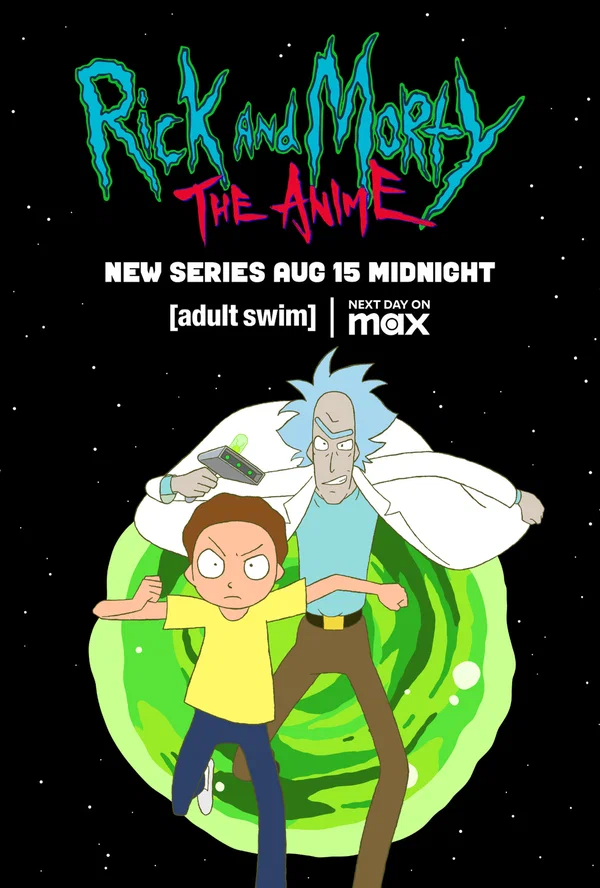 Rick and Morty
The Anime
NEW SERIES AUG 15 MIDNIGHT
[adult swim] | NEXT DAY ON
max